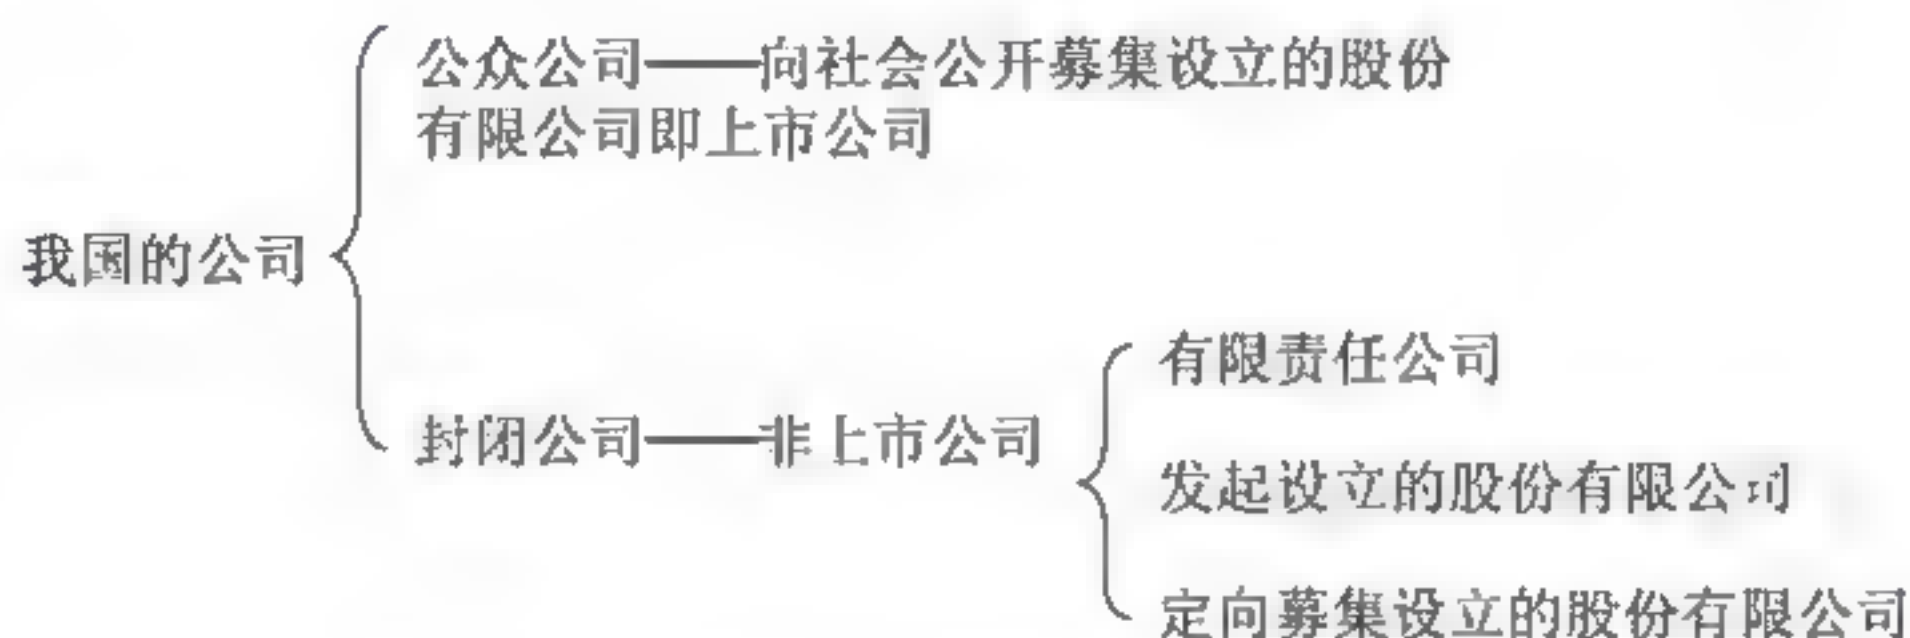 公众公司——向社会公开募集设立的股份
有限公司即上市公司
我国的公司
有限责任公司
封闭公司——非上市公司
发起设立的股份有限公司
定向募集设立的股份有限公司